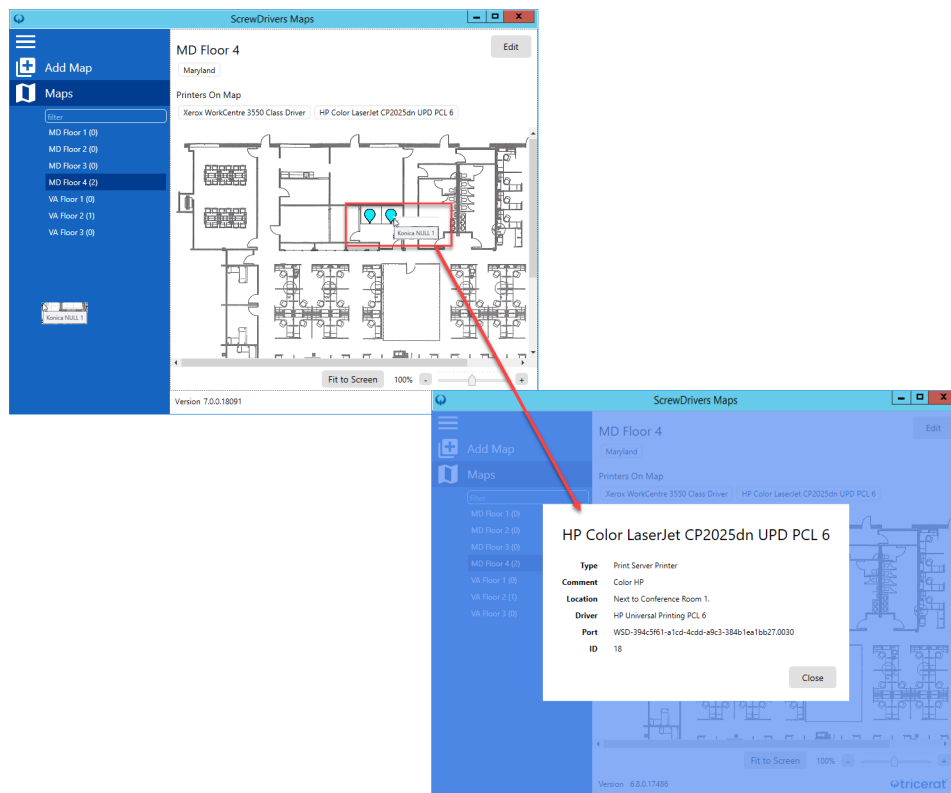 ScrewDrivers Maps
MD Floor 4
Edit
Maryland
Add Map
Maps
Printers On Map
Xerox WorkCentre 3550 Class Driver
HP Color LaserJet CP2025dn UPD PCL 6
filter
MD Floor 1 (0)
MD Floor 2 (0)
MD Floor 3 (0)
MD Floor 4 (2)
VA Floor 1 (0)
VA Floor 2 (1)
VA Floor 3 (0)
Konica NULL 1
Konica NULL 1
Fit to Screen
100%
-
+
Version 7.0.0.18091
ScrewDrivers Maps
MD Floor 4
Edit
Maryland
Add Map
Maps
Printers On Map
Xerox WorkCentre 3550 Class Driver
HP Color LaserJet CP2025dn UPD PCL 6
filter
MD Floor 1 (0)
MD Floor 2 (0)
MD Floor 3 (0)
MD Floor 4 (2)
VA Floor 1 (0)
VA Floor 2 (1)
VA Floor 3 (0)
HP Color LaserJet CP2025dn UPD PCL 6
Type Print Server Printer
Comment Color HP
Location Next to Conference Room 1.
Driver HP Universal Printing PCL 6
Port WSD-394c5f61-a1cd-4cdd-a9c3-384b1ea1bb27.0030
ID 18
Close
Fit to Screen
100%
-
+
Version 6.8.0.17486
tricerat